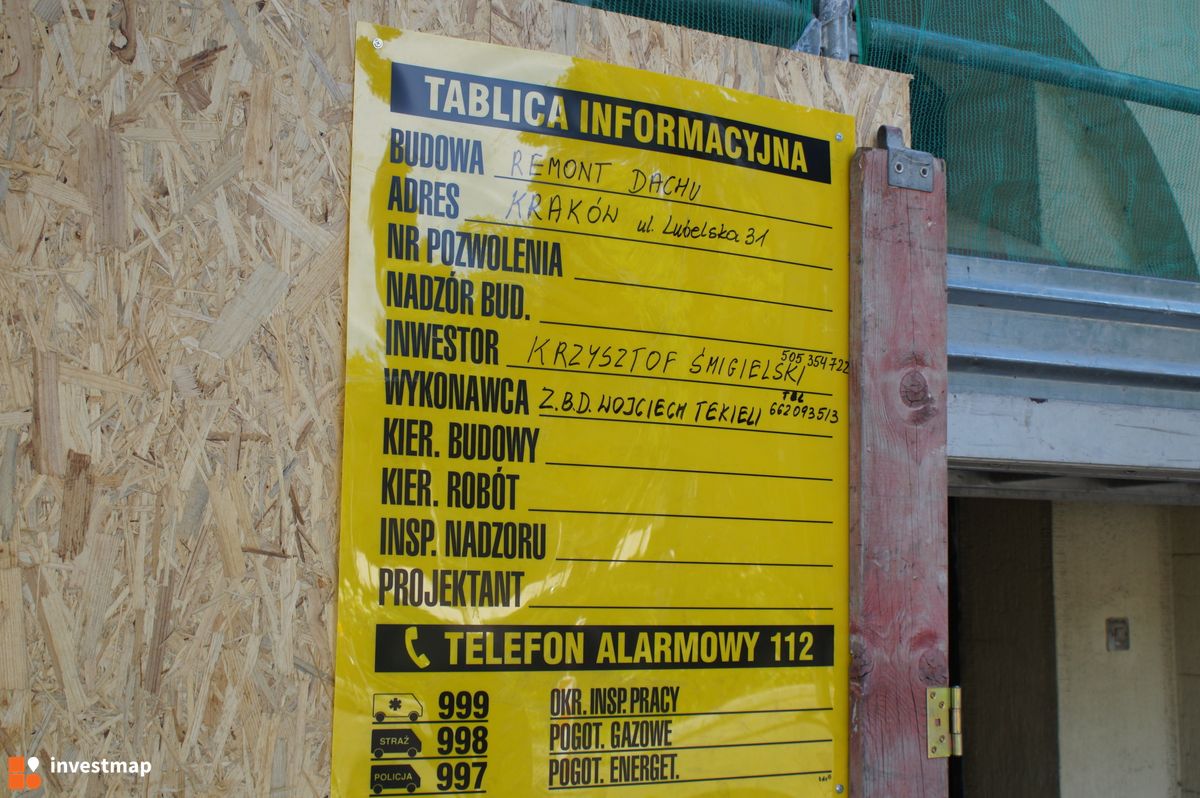 TABLICA INFORMACYJNA
BUDOWA REMONT DACHU
ADRES KRAKÓW ul. Lubelska 31
NR POZWOLENIA
NADZÓR BUD.
INWESTOR KRZYSZTOF ŚMIGIELSKI 505 354 722
WYKONAWCA Z.B.D. WOJCIECH TEKIELI TEL 662093513
KIER. BUDOWY
KIER. ROBÓT
INSP. NADZORU
PROJEKTANT
TELEFON ALARMOWY 112
999 OKR. INSP. PRACY
STRAŻ 998 POGOT. GAZOWE
POLICJA 997 POGOT. ENERGET.
investmap